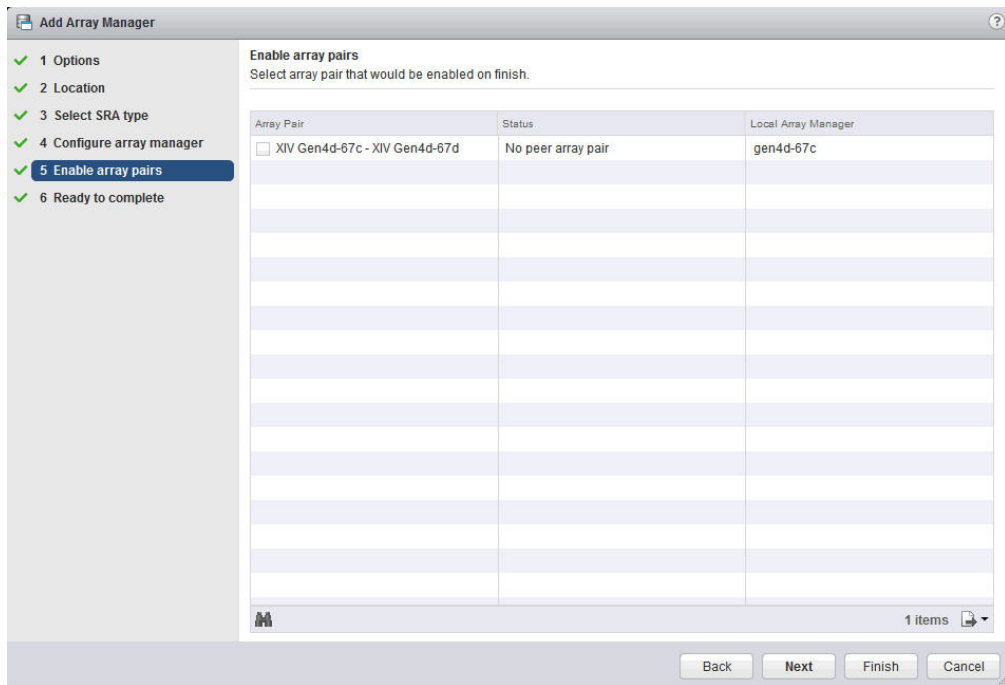 Add Array Manager
?
1 Options
2 Location
3 Select SRA type
4 Configure array manager
5 Enable array pairs
6 Ready to complete
Enable array pairs
Select array pair that would be enabled on finish.
Array Pair Status Local Array Manager
XIV Gen4d-67c - XIV Gen4d-67d No peer array pair gen4d-67c
1 items
Back Next Finish Cancel